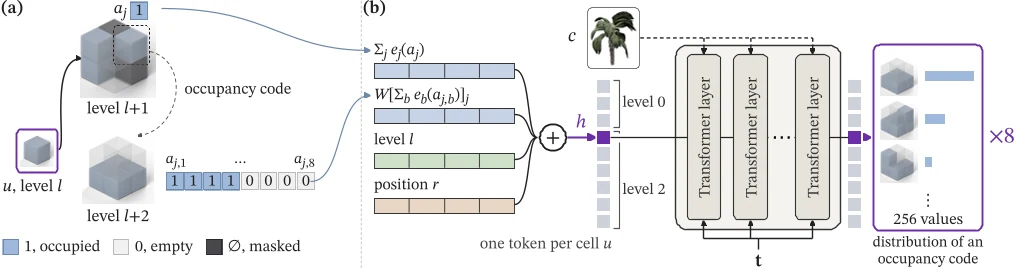 (a)
a_j 1
level l+1
occupancy code
u, level l
a_{j,1} ... a_{j,8}
1 1 1 1 0 0 0 0
level l+2
1, occupied 0, empty ∅, masked
(b)
Σ_j e_j(a_j)
W[Σ_b e_b(a_{j,b})]_j
level l
position r
+
h
c
level 0
level 2
one token per cell u
Transformer layer
Transformer layer
....
Transformer layer
t
⋮
256 values
×8
distribution of an
occupancy code